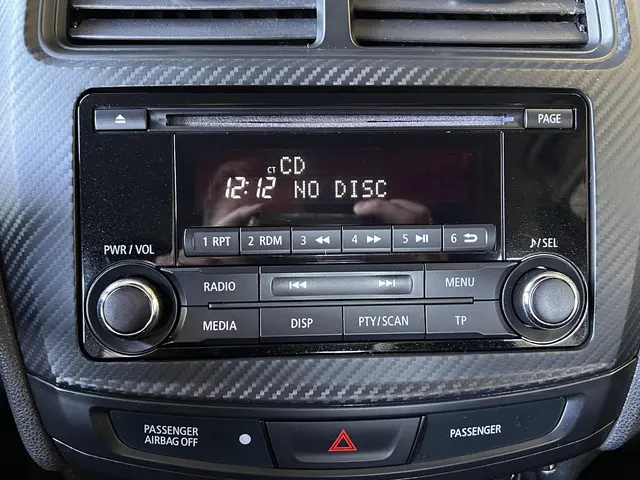 PAGE
CD
CT
12:12 NO DISC
1 RPT
2 RDM
3
4
5
6
PWR / VOL
/ SEL
RADIO
MENU
MEDIA
DISP
PTY/SCAN
TP
PASSENGER
AIRBAG OFF
PASSENGER